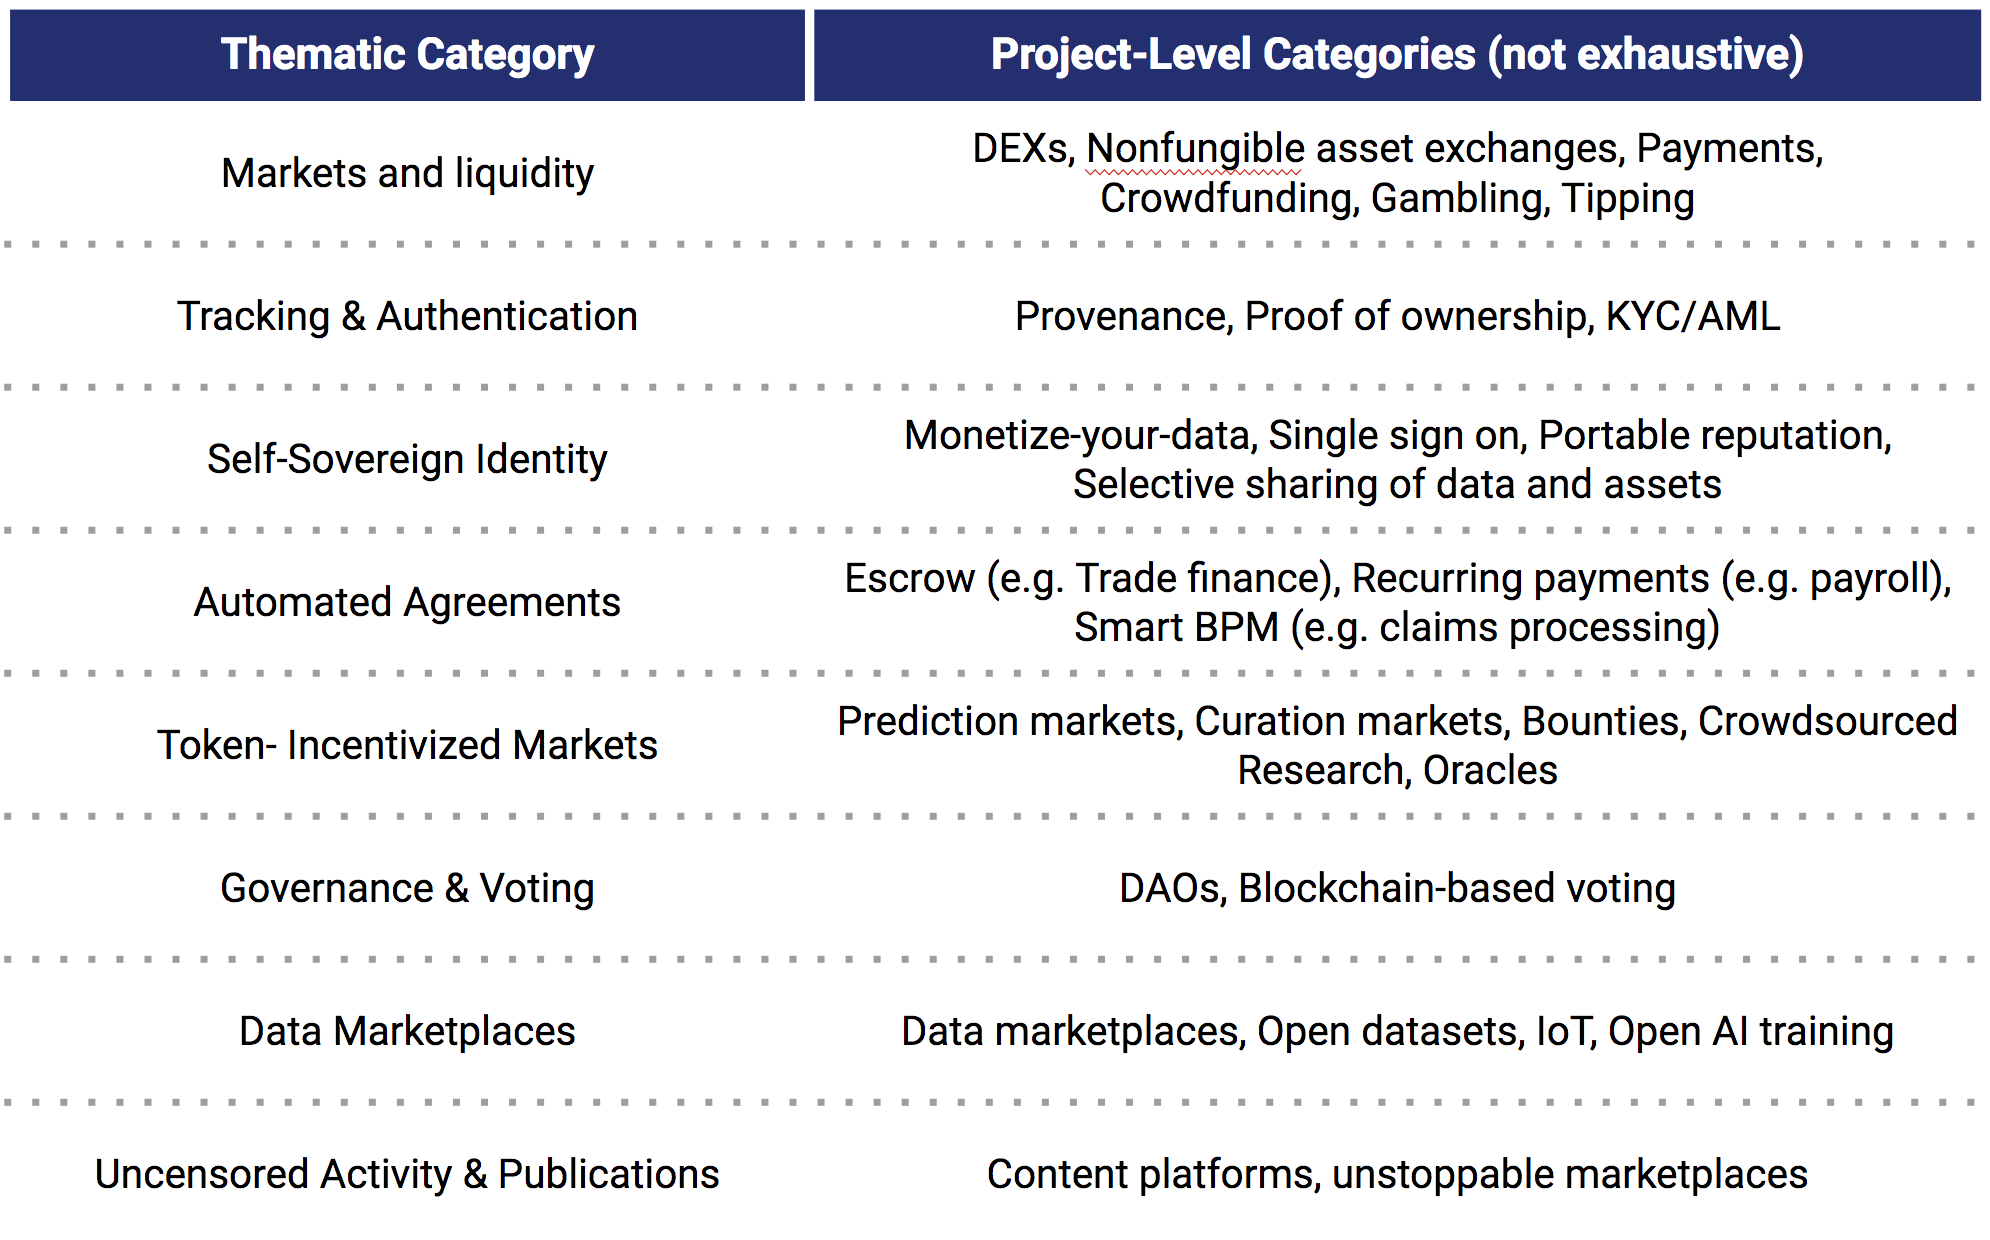 Thematic Category
Project-Level Categories (not exhaustive)
Markets and liquidity
DEXs, Nonfungible asset exchanges, Payments,
Crowdfunding, Gambling, Tipping
Tracking & Authentication
Provenance, Proof of ownership, KYC/AML
Self-Sovereign Identity
Monetize-your-data, Single sign on, Portable reputation,
Selective sharing of data and assets
Automated Agreements
Escrow (e.g. Trade finance), Recurring payments (e.g. payroll),
Smart BPM (e.g. claims processing)
Token- Incentivized Markets
Prediction markets, Curation markets, Bounties, Crowdsourced
Research, Oracles
Governance & Voting
DAOs, Blockchain-based voting
Data Marketplaces
Data marketplaces, Open datasets, IoT, Open AI training
Uncensored Activity & Publications
Content platforms, unstoppable marketplaces